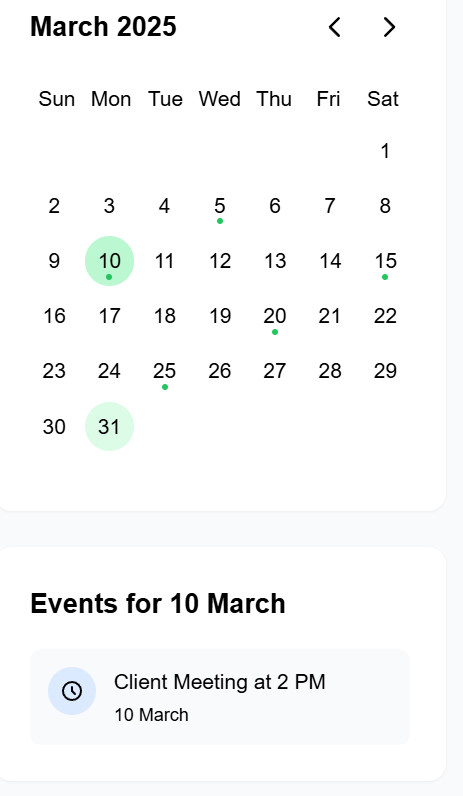 March 2025
Sun Mon Tue Wed Thu Fri Sat
1
2 3 4 5 6 7 8
9 10 11 12 13 14 15
16 17 18 19 20 21 22
23 24 25 26 27 28 29
30 31
Events for 10 March
Client Meeting at 2 PM
10 March